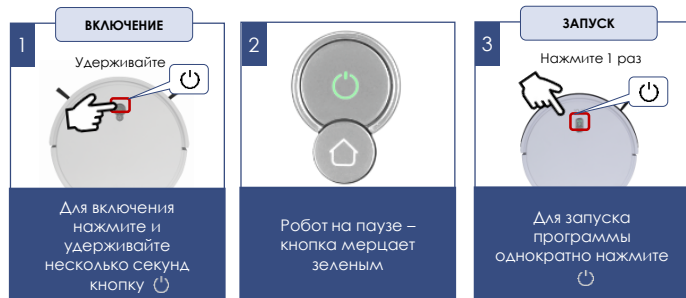 ВКЛЮЧЕНИЕ
1
Удерживайте
Для включения
нажмите и
удерживайте
несколько секунд
кнопку
2
Робот на паузе –
кнопка мерцает
зеленым
ЗАПУСК
3
Нажмите 1 раз
Для запуска
программы
однократно нажмите